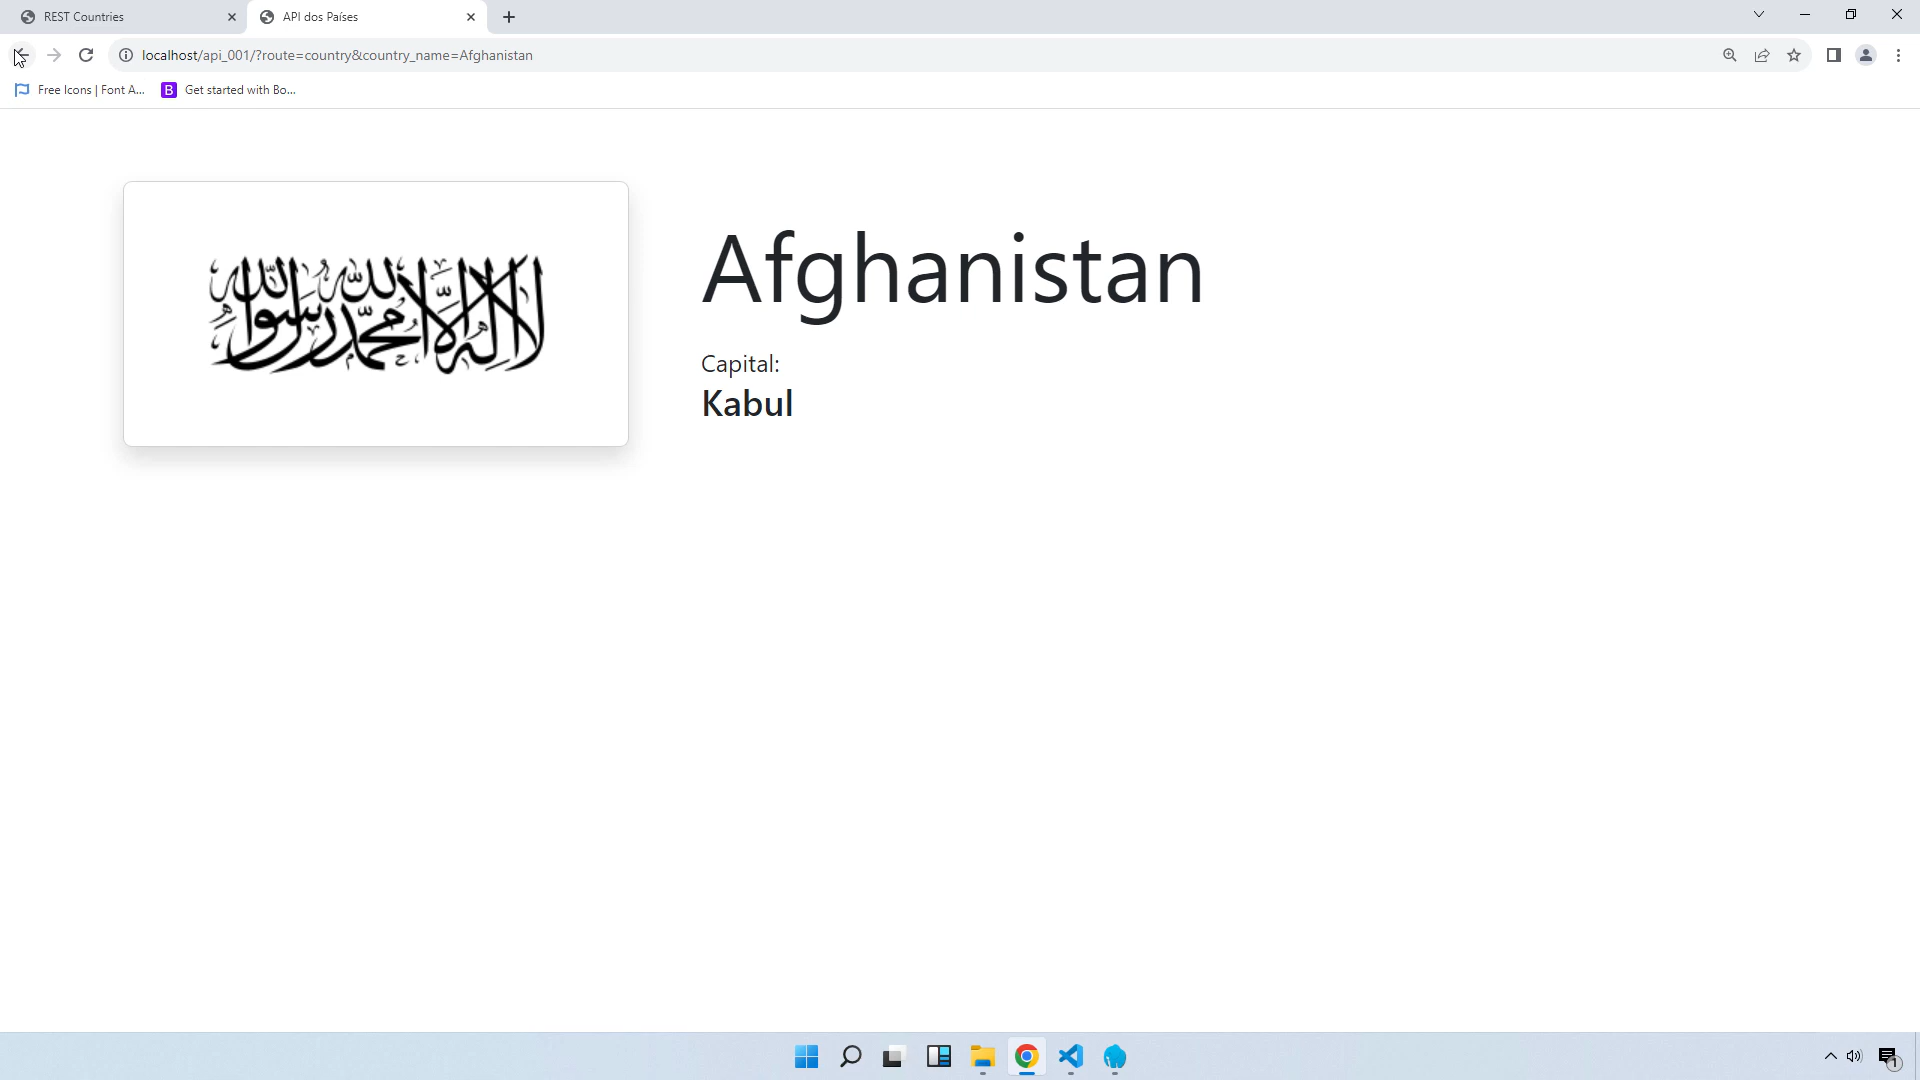 REST Countries
API dos Países
localhost/api_001/?route=country&country_name=Afghanistan
Free Icons | Font A...
B Get started with Bo...
لا إله إلا الله محمد رسول الله
Afghanistan
Capital:
Kabul
1